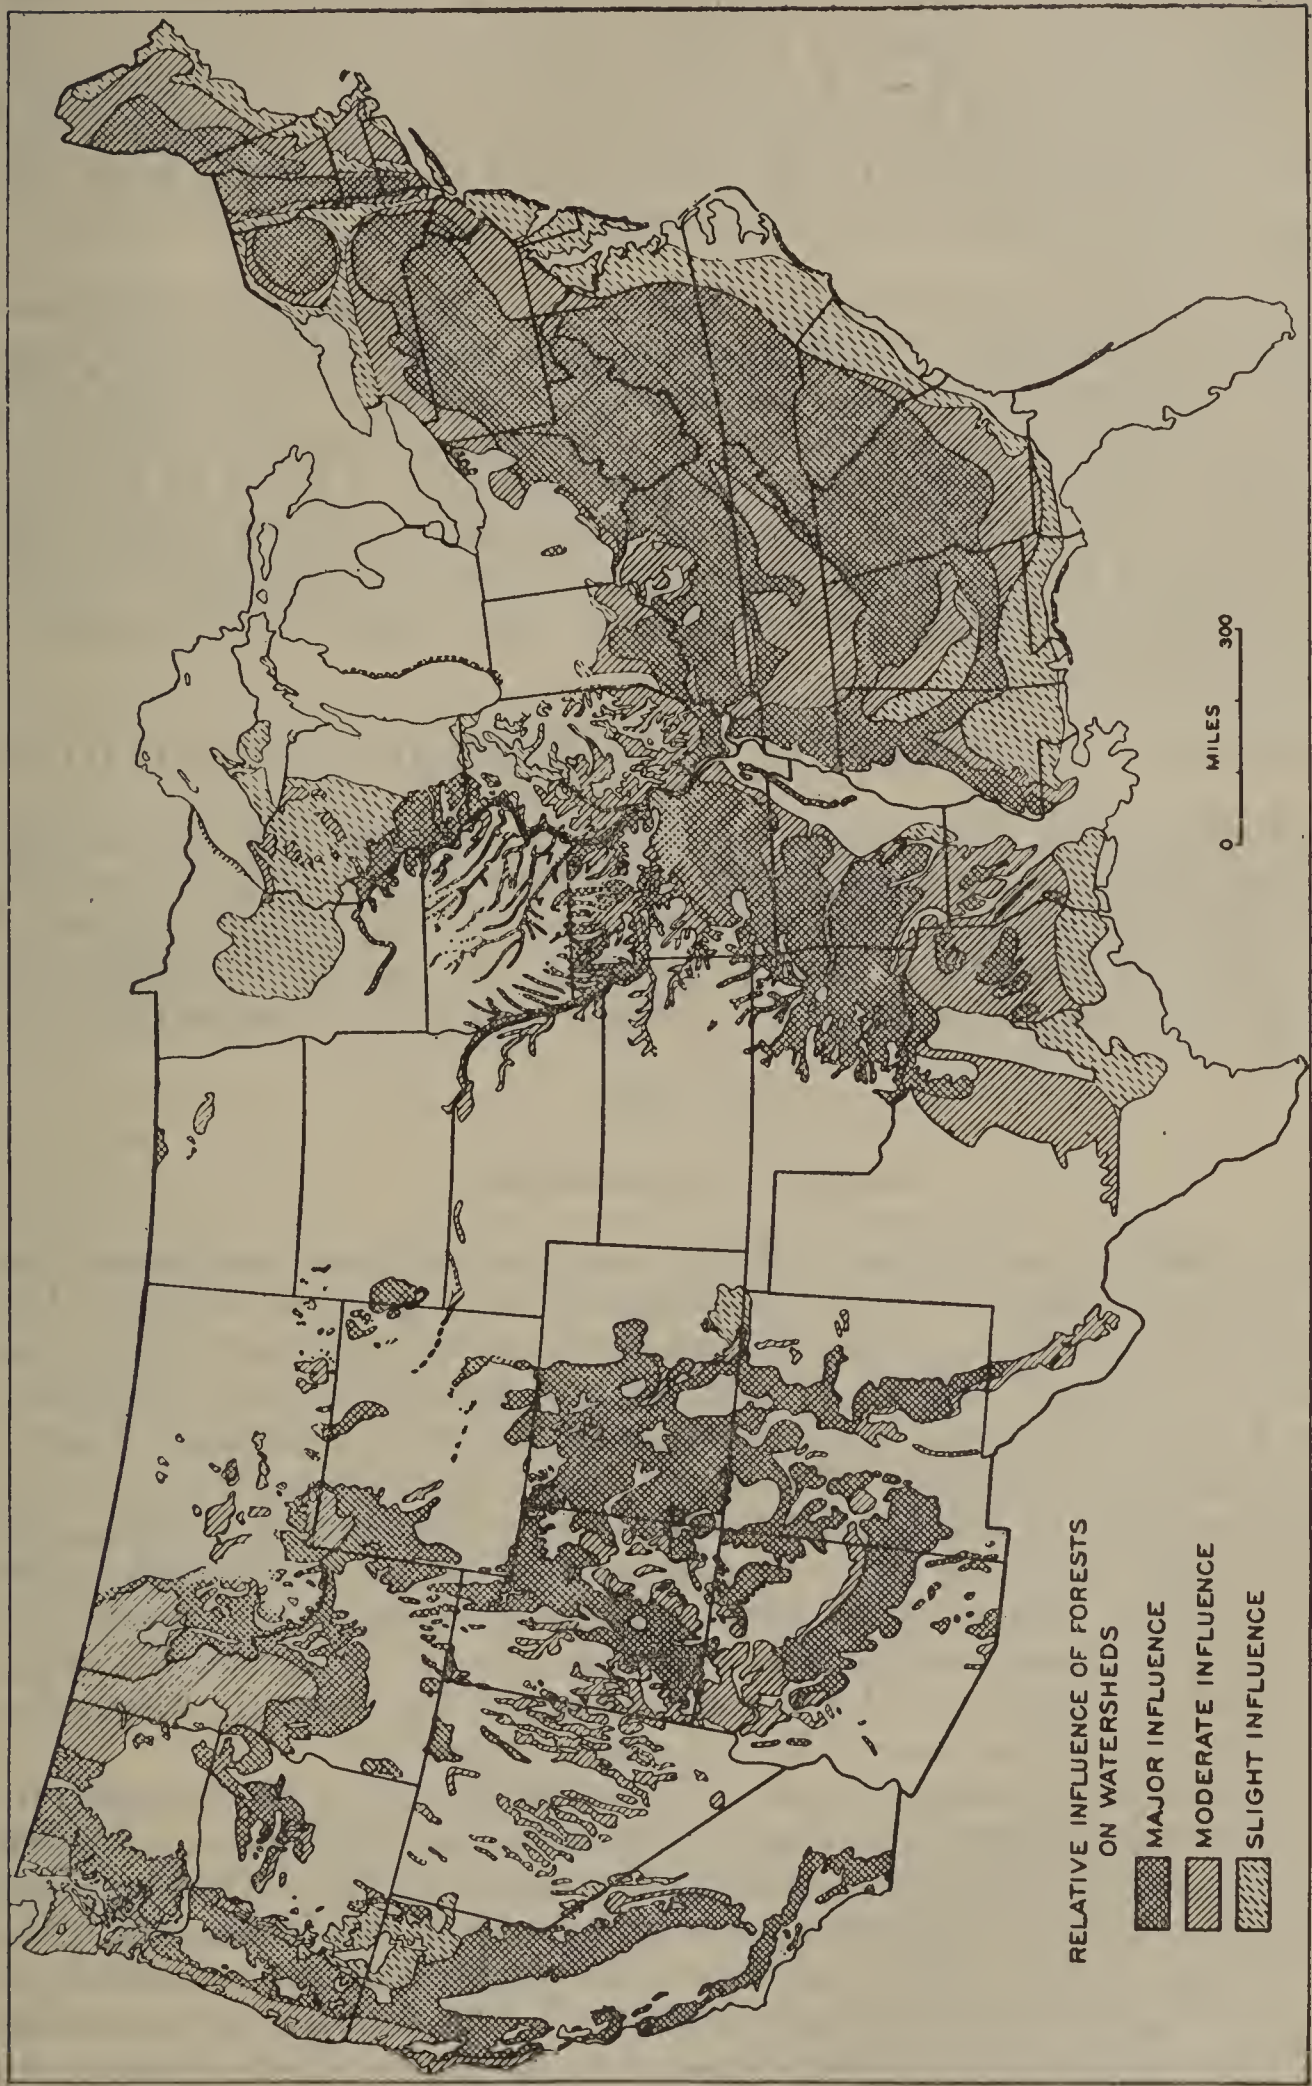 RELATIVE INFLUENCE OF FORESTS
ON WATERSHEDS
MAJOR INFLUENCE
MODERATE INFLUENCE
SLIGHT INFLUENCE
MILES
0 300